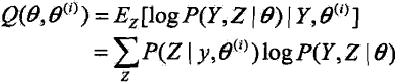 Q(θ,θ⁽ⁱ⁾) = E_Z[log P(Y,Z | θ) | Y,θ⁽ⁱ⁾]
= ∑_Z P(Z | y,θ⁽ⁱ⁾) log P(Y,Z | θ)